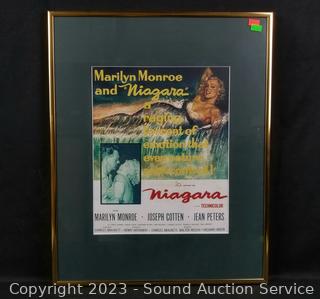 Marilyn Monroe
and Niagara
a
raging
torrent of
emotion that
even nature
can't control!
Niagara
TECHNICOLOR
MARILYN MONROE · JOSEPH COTTEN · JEAN PETERS
Copyright 2023 - Sound Auction Service